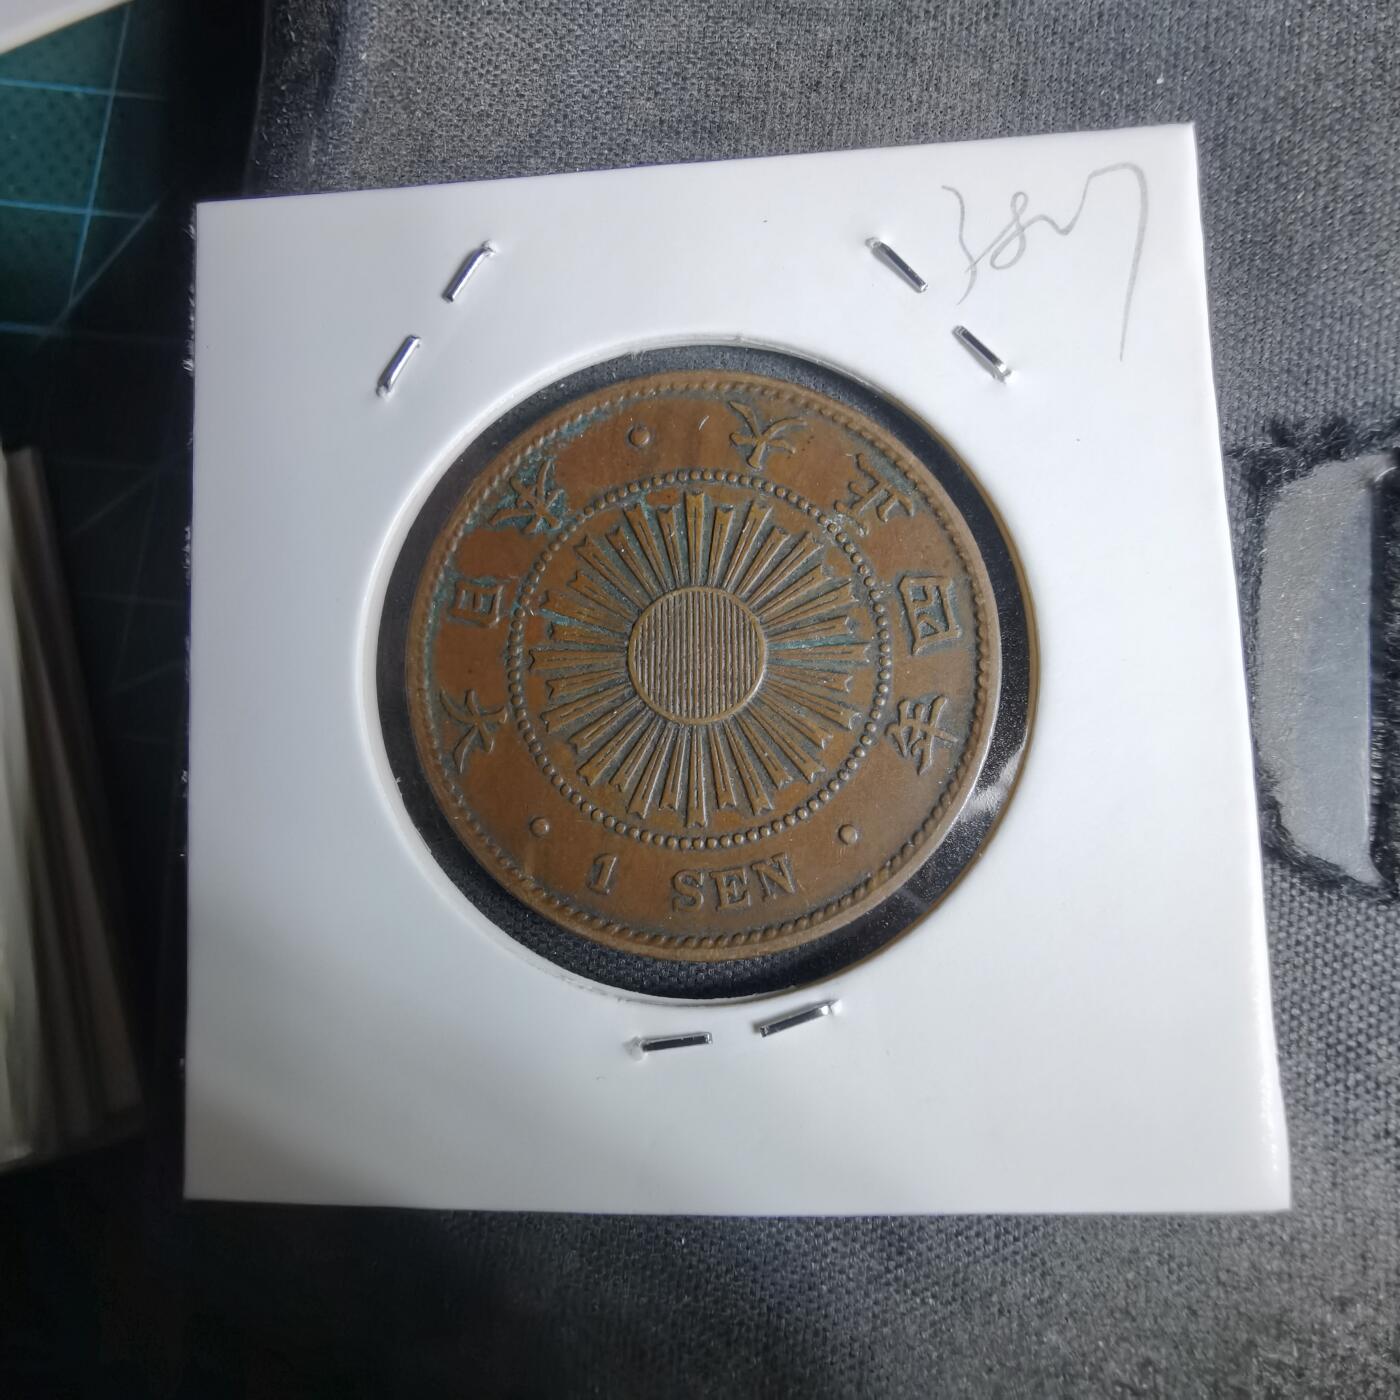 大日本 · 大正四年
1 SEN